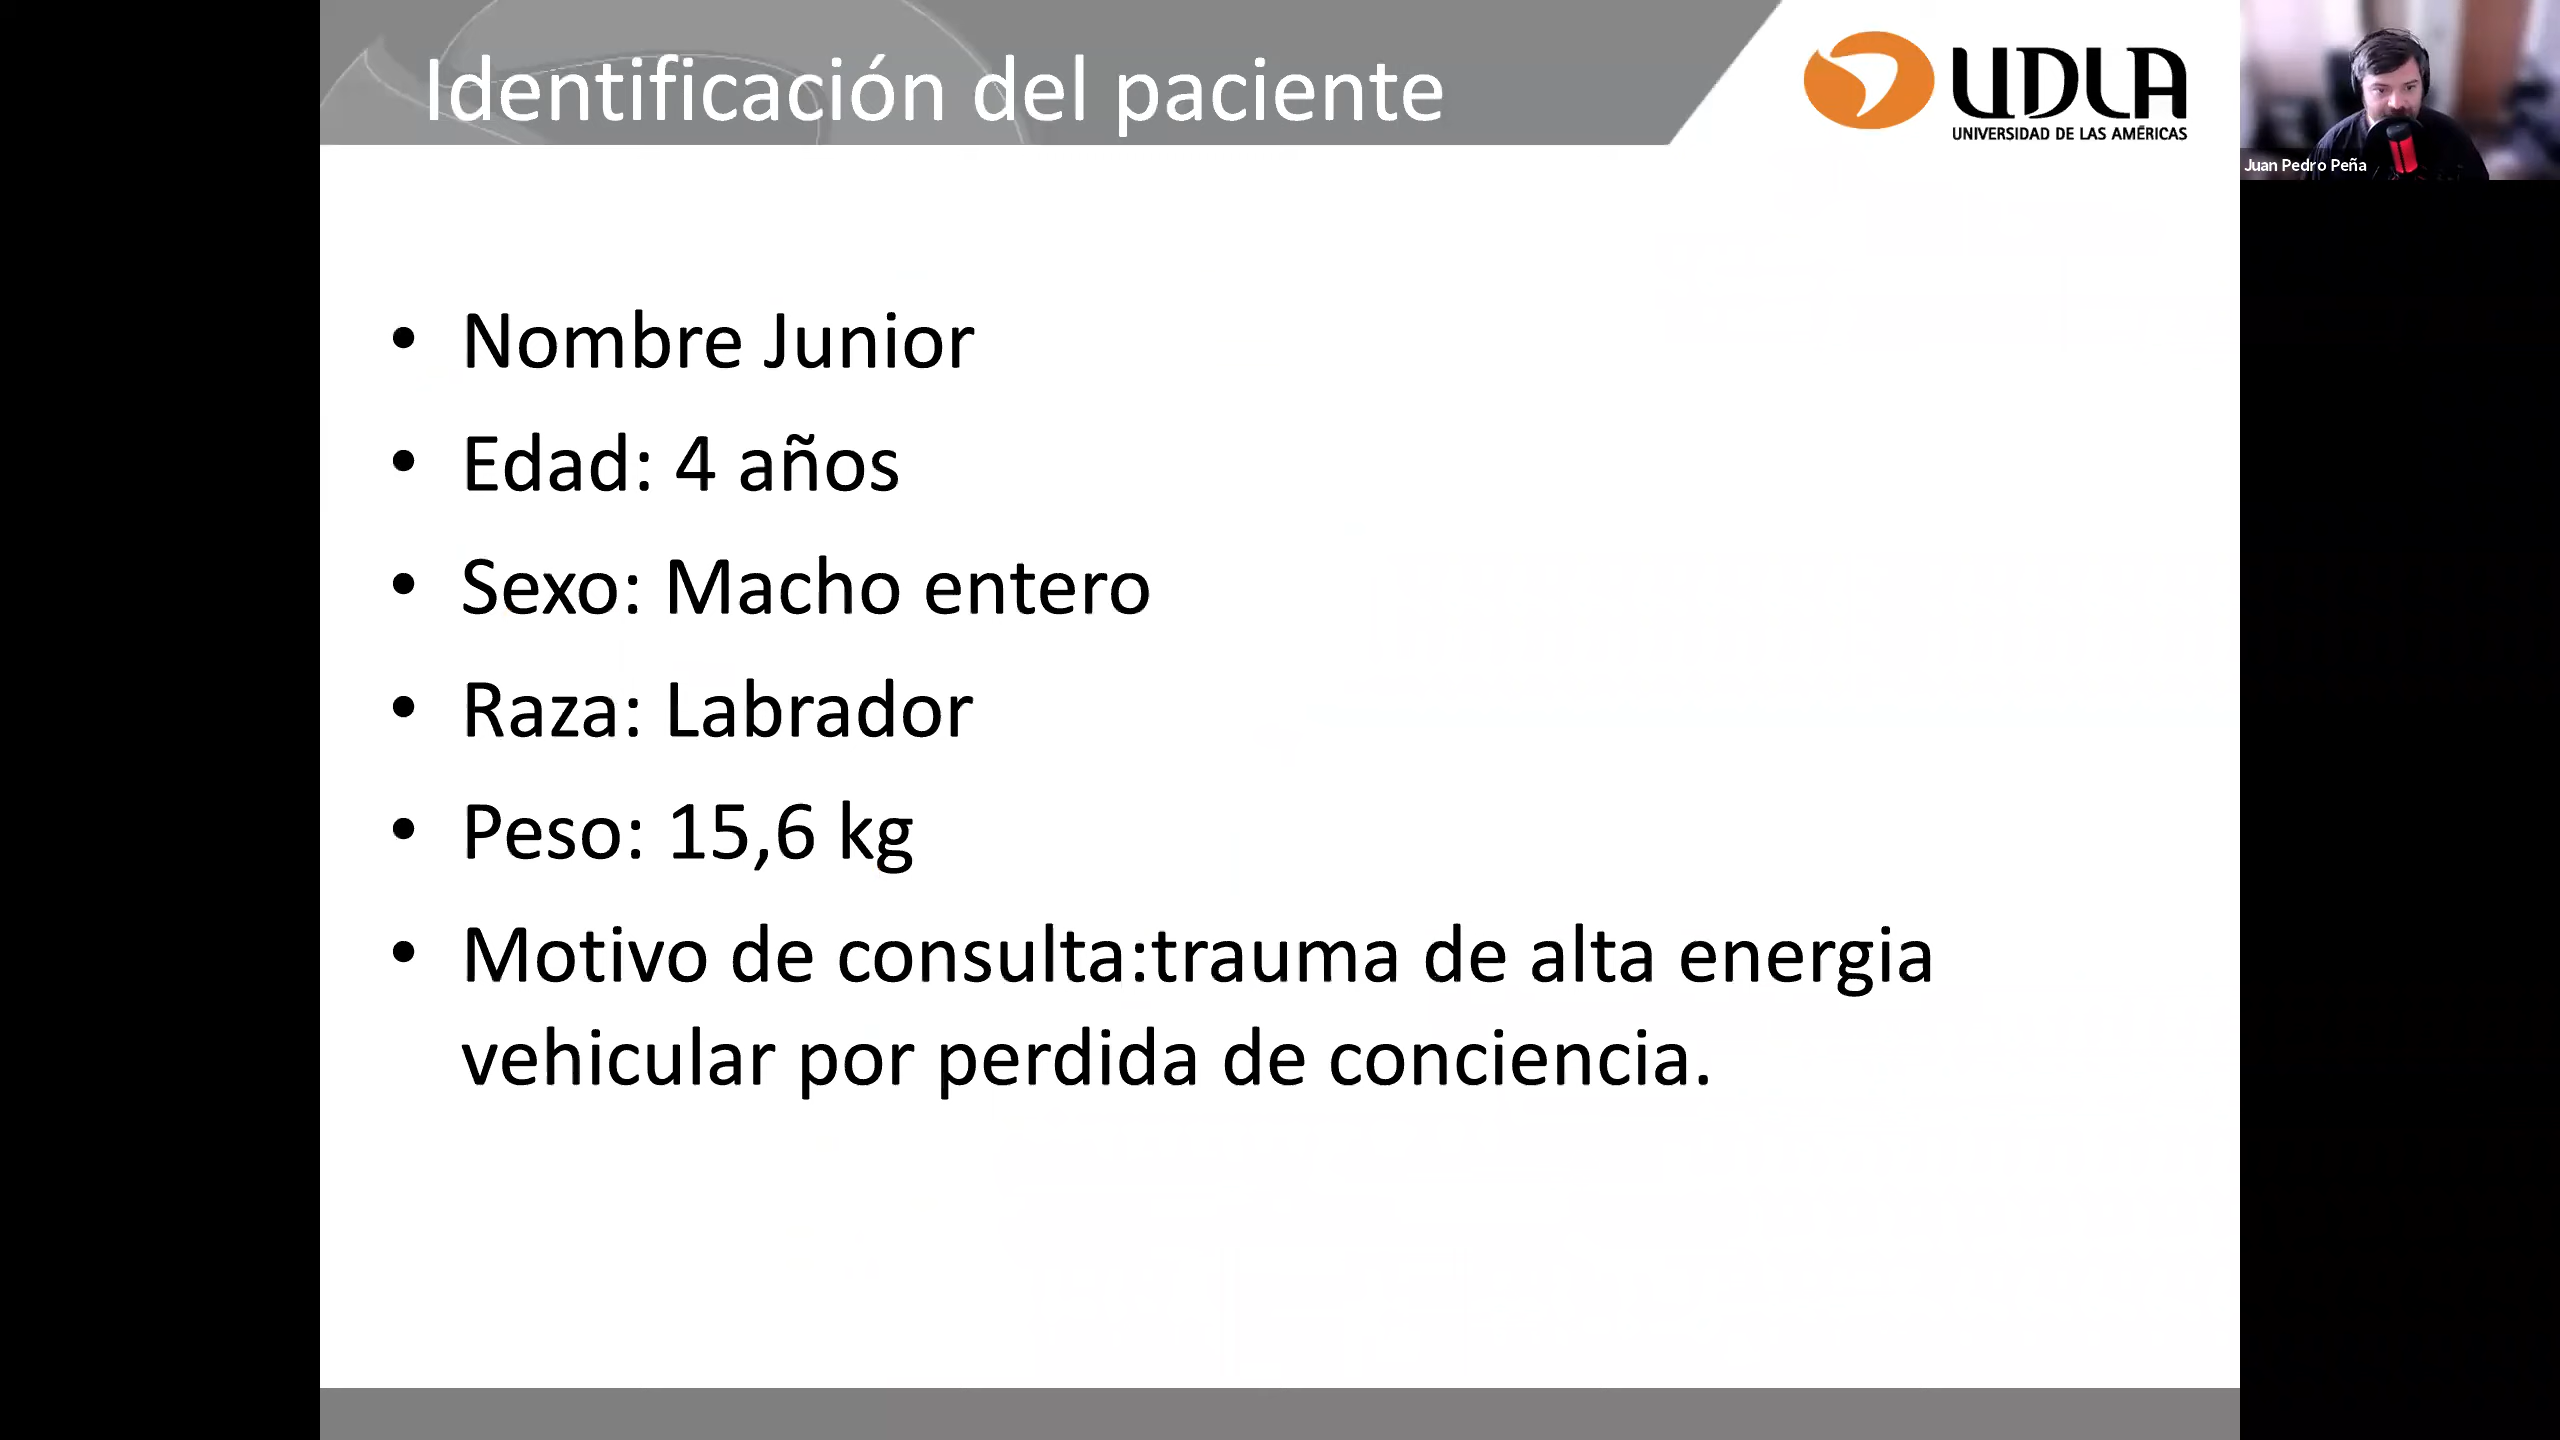 Identificación del paciente
UDLA
UNIVERSIDAD DE LAS AMÉRICAS
Juan Pedro Peña
• Nombre Junior
• Edad: 4 años
• Sexo: Macho entero
• Raza: Labrador
• Peso: 15,6 kg
• Motivo de consulta:trauma de alta energia
vehicular por perdida de conciencia.